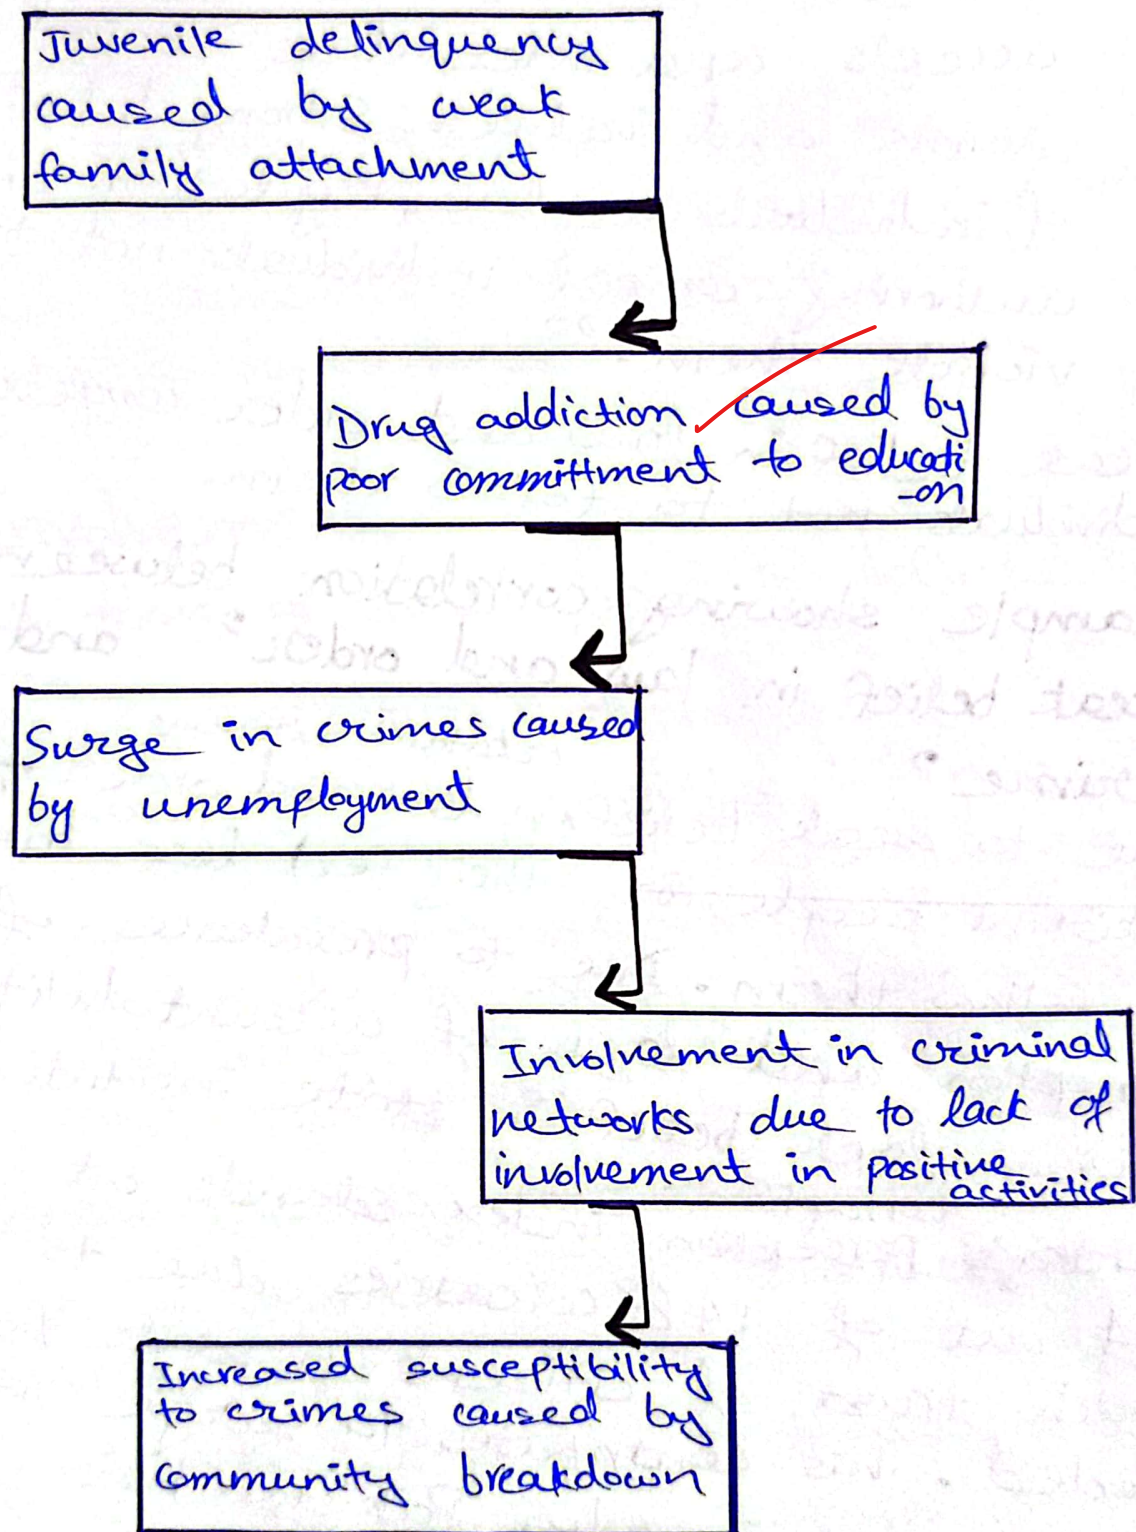 Juvenile delinquency
caused by weak
family attachment
Drug addiction caused by
poor committment to educati
-on
Surge in crimes caused
by unemployment
Involvement in criminal
networks due to lack of
involvement in positive
activities
Increased susceptibility
to crimes caused by
community breakdown